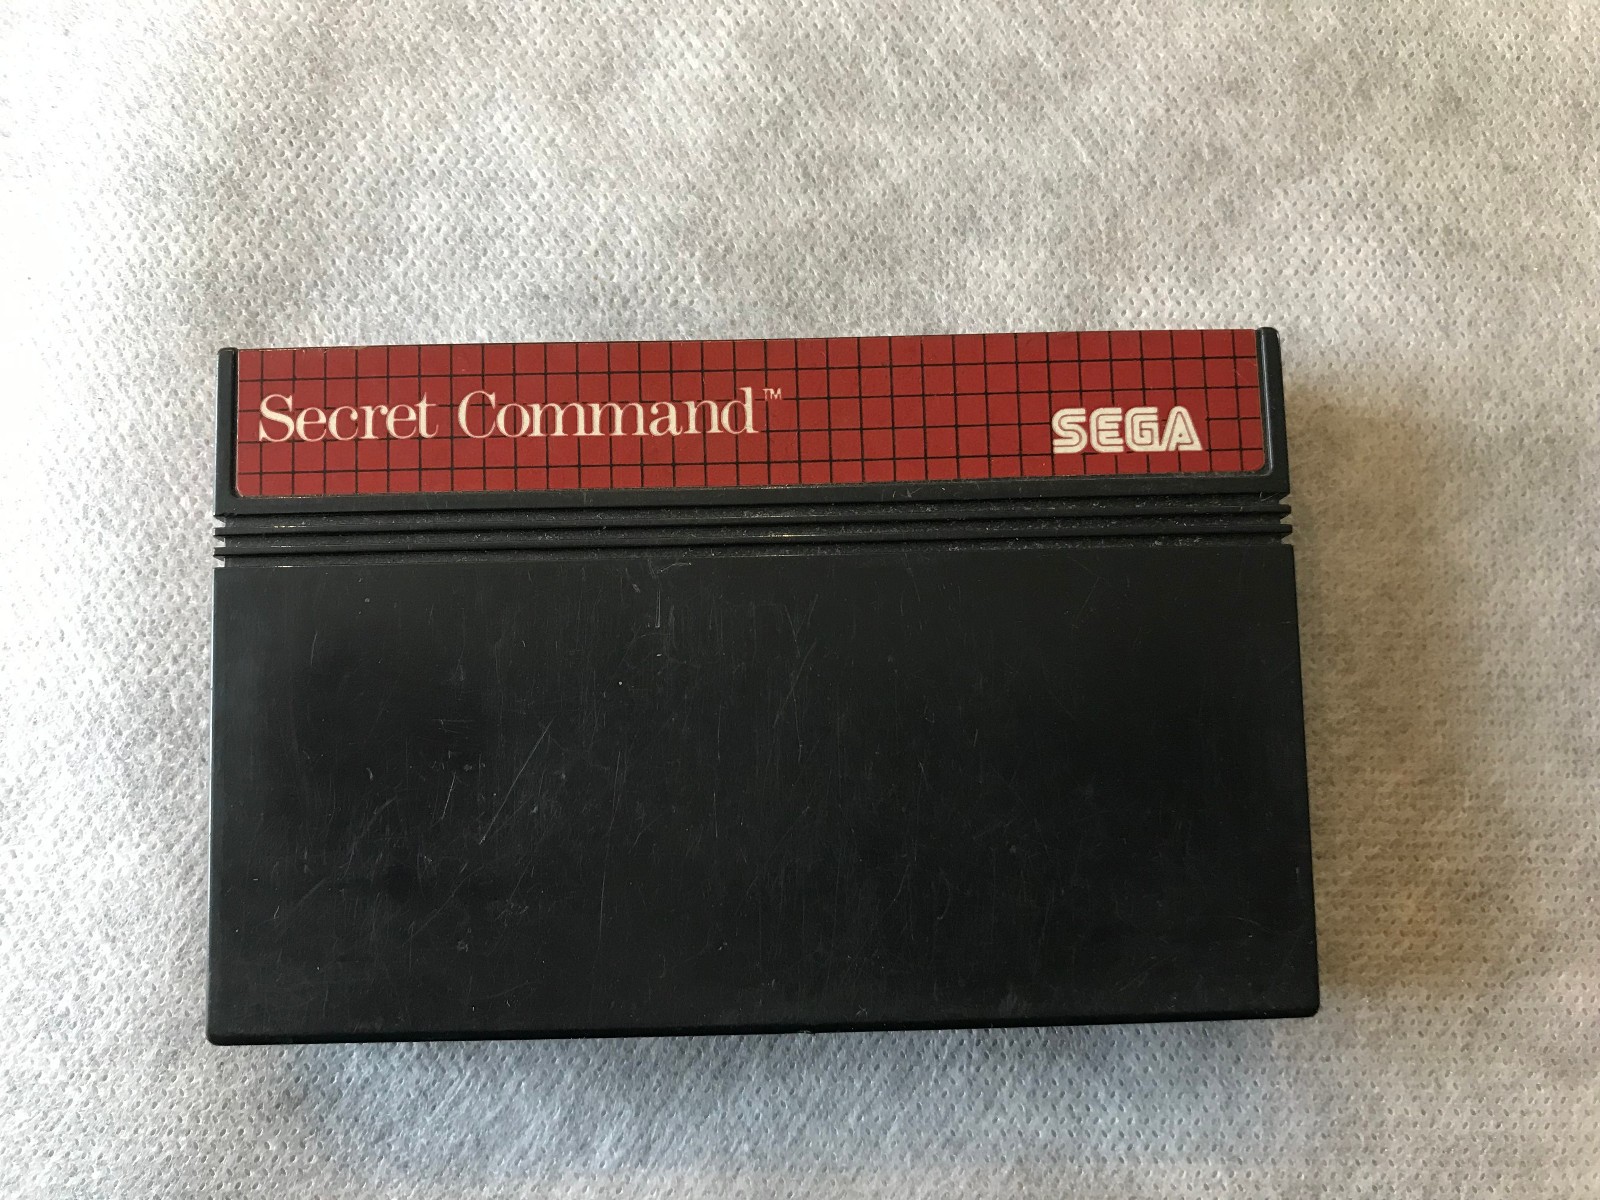 Secret Command™
SEGA